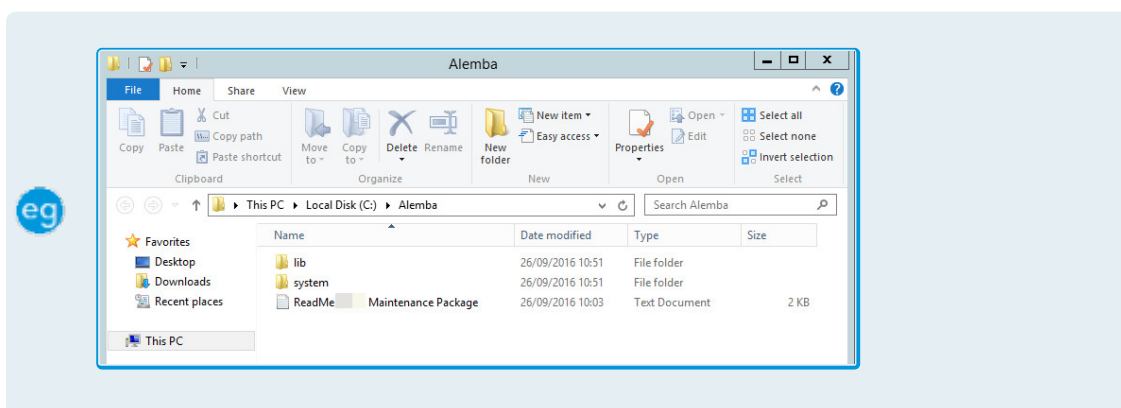 Alemba
File Home Share View
Copy Paste Cut Copy path Paste shortcut
Clipboard
Move to Copy to Delete Rename
Organize
New folder New item Easy access
New
Properties Open Edit
Open
Select all Select none Invert selection
Select
This PC Local Disk (C:) Alemba Search Alemba
eg
Favorites
Desktop
Downloads
Recent places
This PC
Name Date modified Type Size
lib 26/09/2016 10:51 File folder
system 26/09/2016 10:51 File folder
ReadMe Maintenance Package 26/09/2016 10:03 Text Document 2 KB